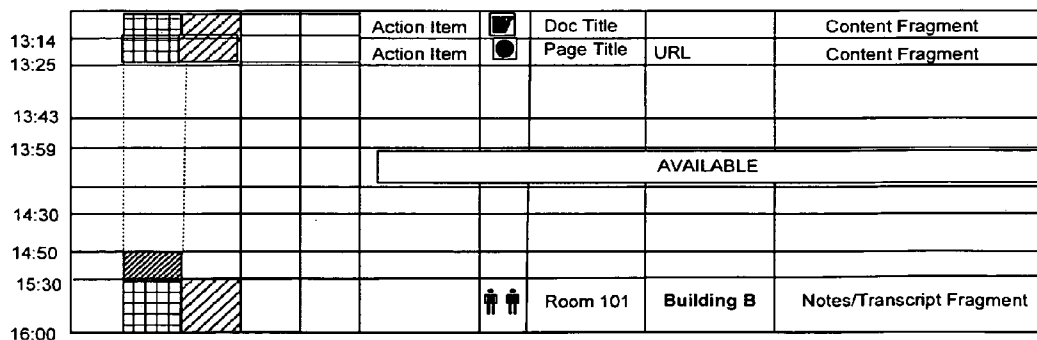 Action Item Doc Title Content Fragment
13:14
Action Item Page Title URL Content Fragment
13:25
13:43
13:59
AVAILABLE
14:30
14:50
15:30
Room 101 Building B Notes/Transcript Fragment
16:00